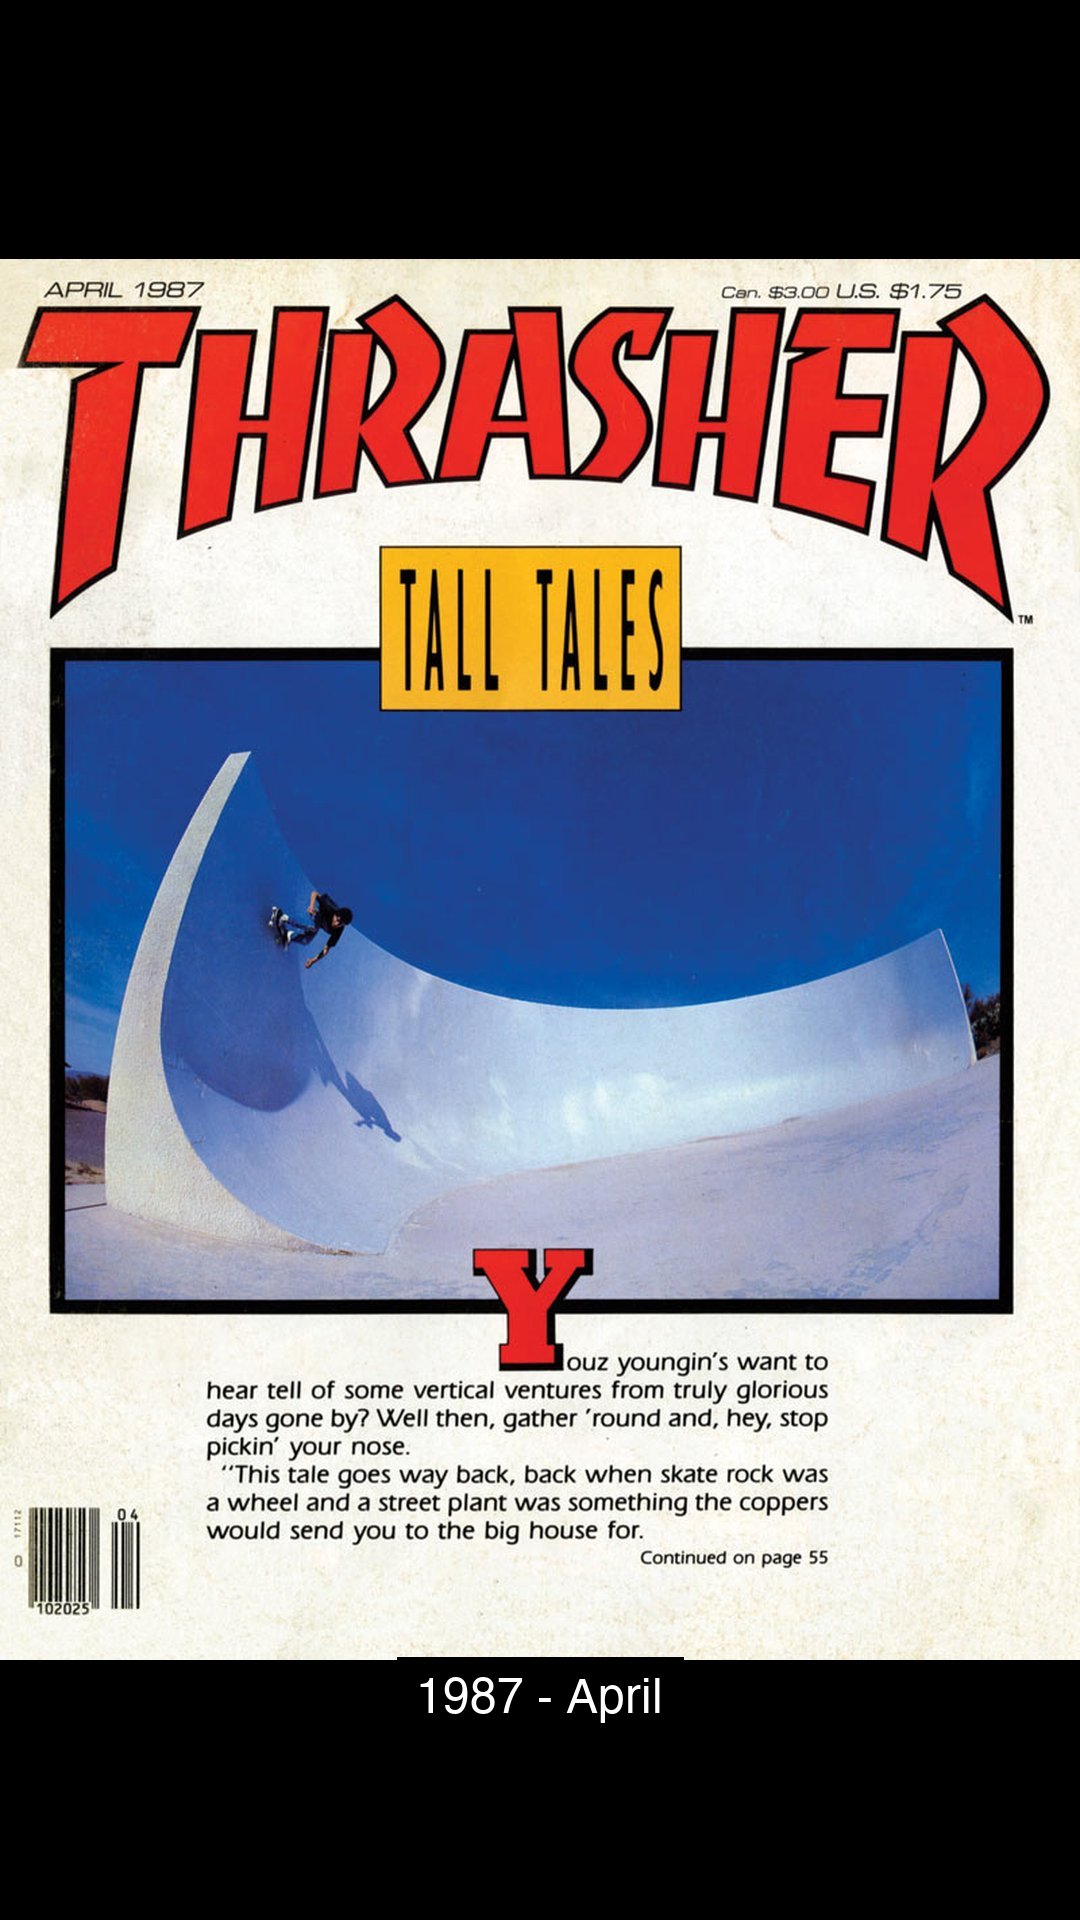 APRIL 1987
Can. $3.00 U.S. $1.75
THRASHER
TM
TALL TALES
Youz youngin's want to
hear tell of some vertical ventures from truly glorious
days gone by? Well then, gather 'round and, hey, stop
pickin' your nose.
"This tale goes way back, back when skate rock was
a wheel and a street plant was something the coppers
would send you to the big house for.
Continued on page 55
0 17112
04
102025
1987 - April